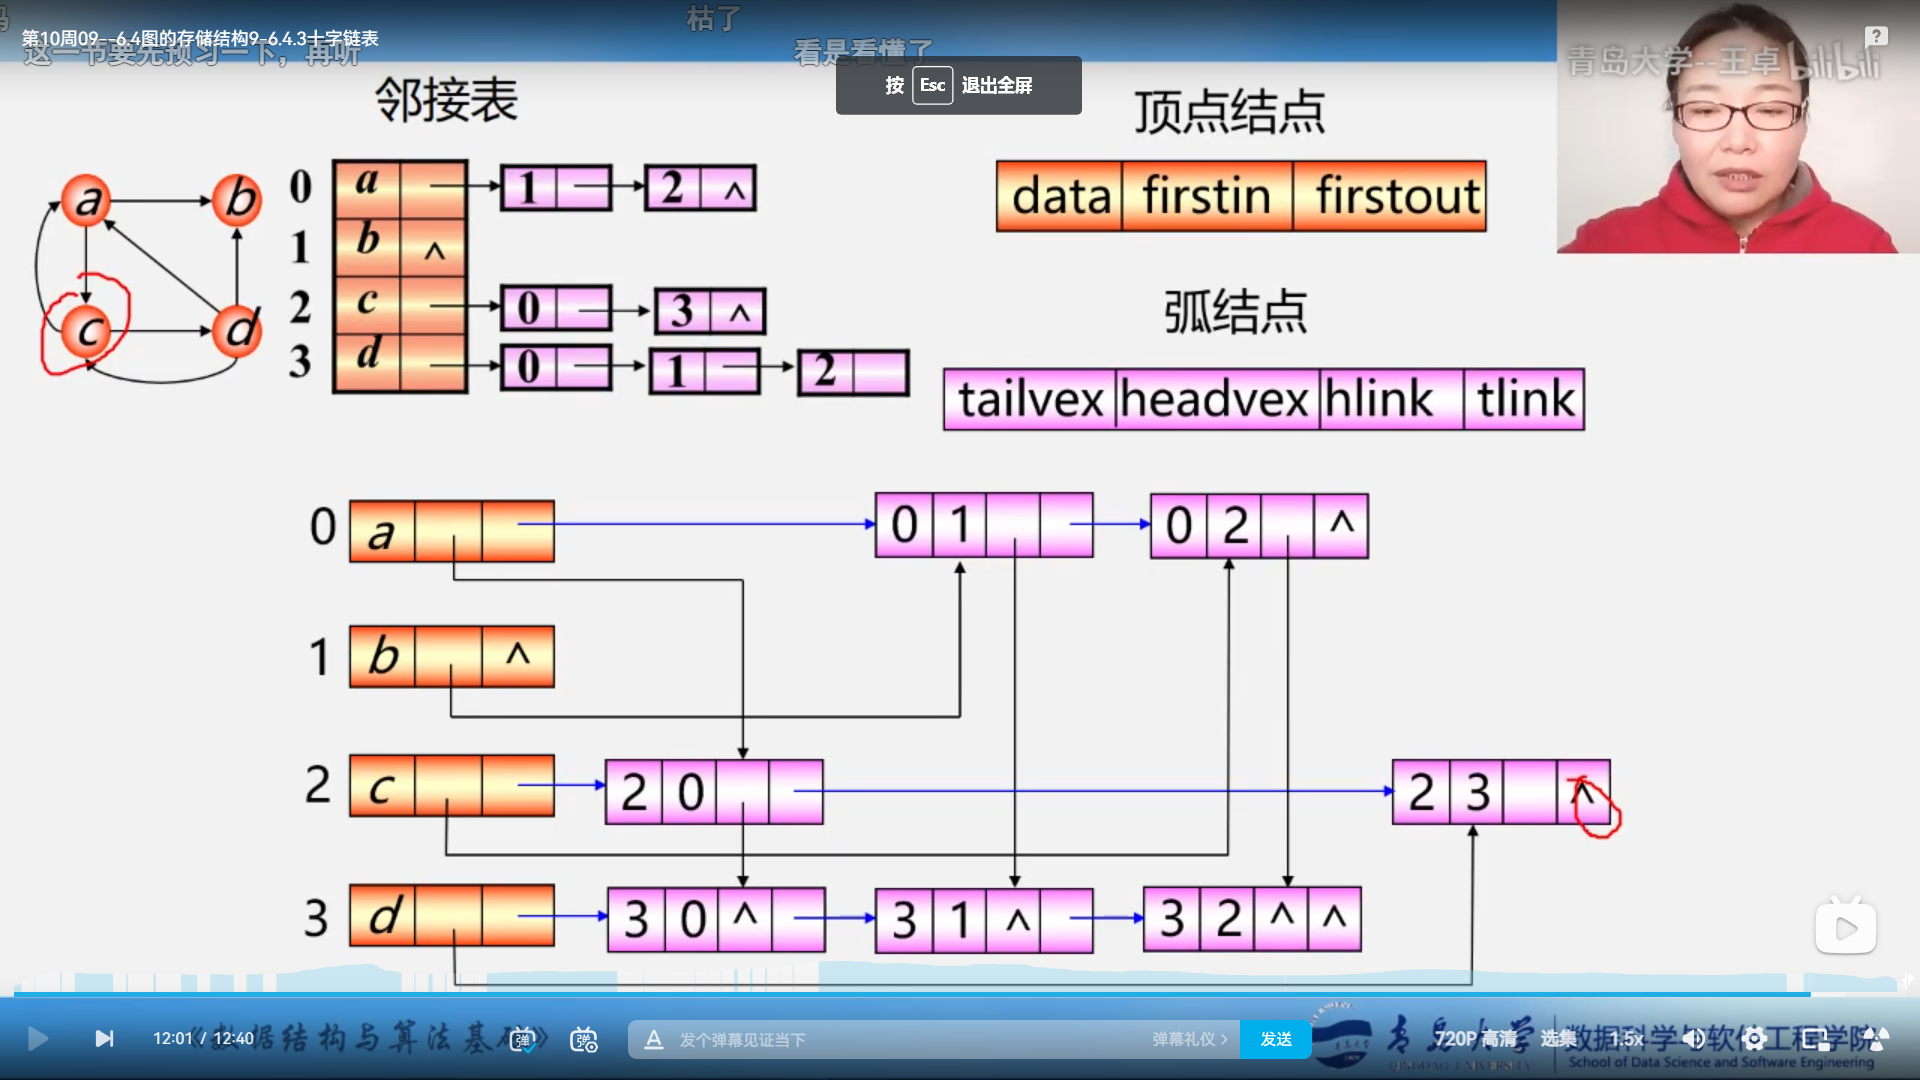 枯了
第10周09--6.4图的存储结构9-6.4.3十字链表
这一节要先预习一下，再听
看是看懂了
青岛大学--王卓 bilibili
按 Esc 退出全屏
邻接表
顶点结点
data firstin firstout
弧结点
tailvex headvex hlink tlink
a b
c d
0 a 1 2 ^
1 b ^
2 c 0 3 ^
3 d 0 1 2
0 a 0 1 0 2 ^
1 b ^
2 c 2 0 2 3 ^
3 d 3 0 ^ 3 1 ^ 3 2 ^ ^
12:01 / 12:40
《数据结构与算法基础》
弹 弹
A 发个弹幕见证当下 弹幕礼仪 > 发送
青岛大学
QINGDAO UNIVERSITY
数据科学与软件工程学院
School of Data Science and Software Engineering
720P 高清 选集 1.5x